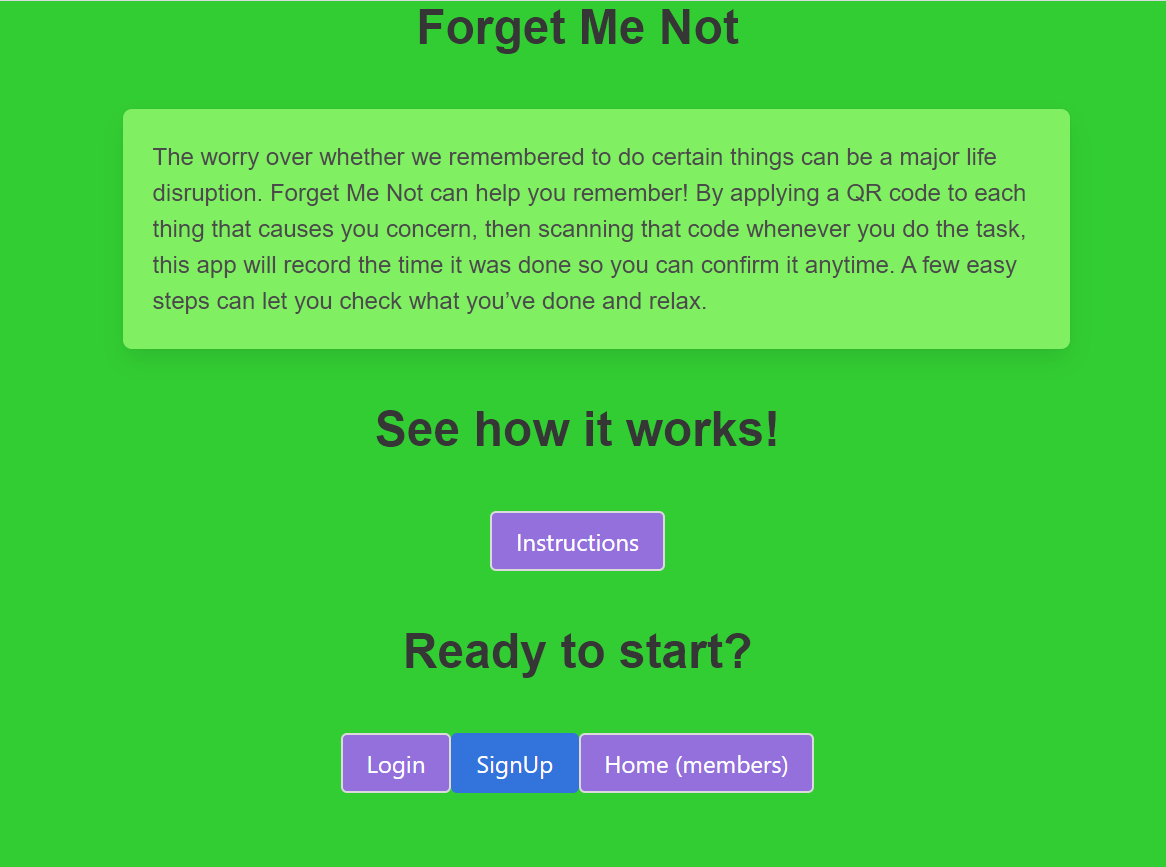 Forget Me Not
The worry over whether we remembered to do certain things can be a major life
disruption. Forget Me Not can help you remember! By applying a QR code to each
thing that causes you concern, then scanning that code whenever you do the task,
this app will record the time it was done so you can confirm it anytime. A few easy
steps can let you check what you’ve done and relax.
See how it works!
Instructions
Ready to start?
Login SignUp Home (members)